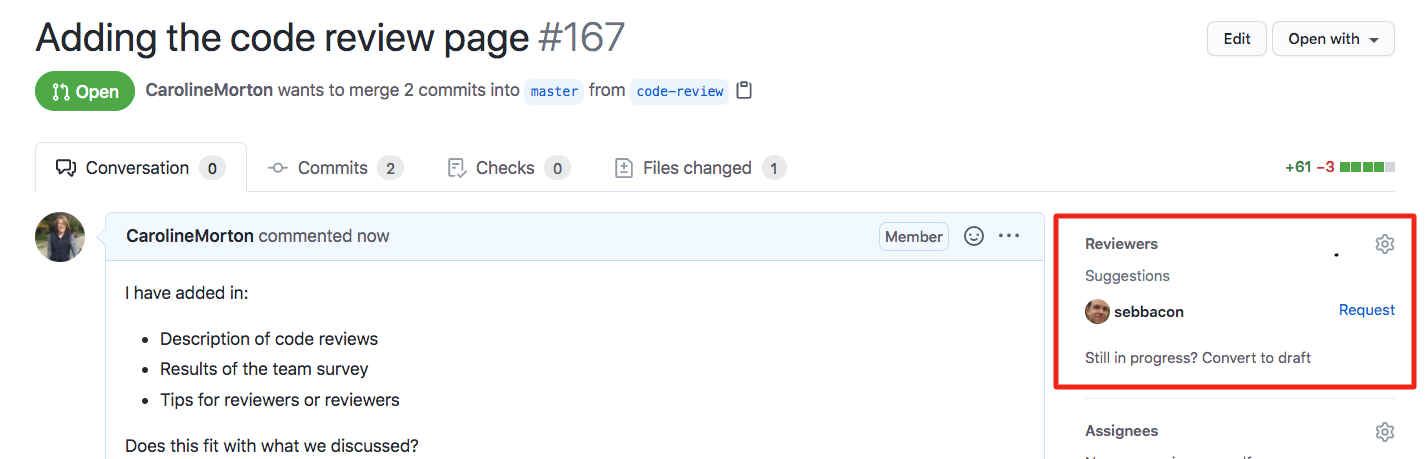 Adding the code review page #167
Edit
Open with
Open
CarolineMorton wants to merge 2 commits into master from code-review
Conversation 0
Commits 2
Checks 0
Files changed 1
+61 −3
CarolineMorton commented now
Member
I have added in:
• Description of code reviews
• Results of the team survey
• Tips for reviewers or reviewers
Does this fit with what we discussed?
Reviewers
Suggestions
sebbacon
Request
Still in progress? Convert to draft
Assignees